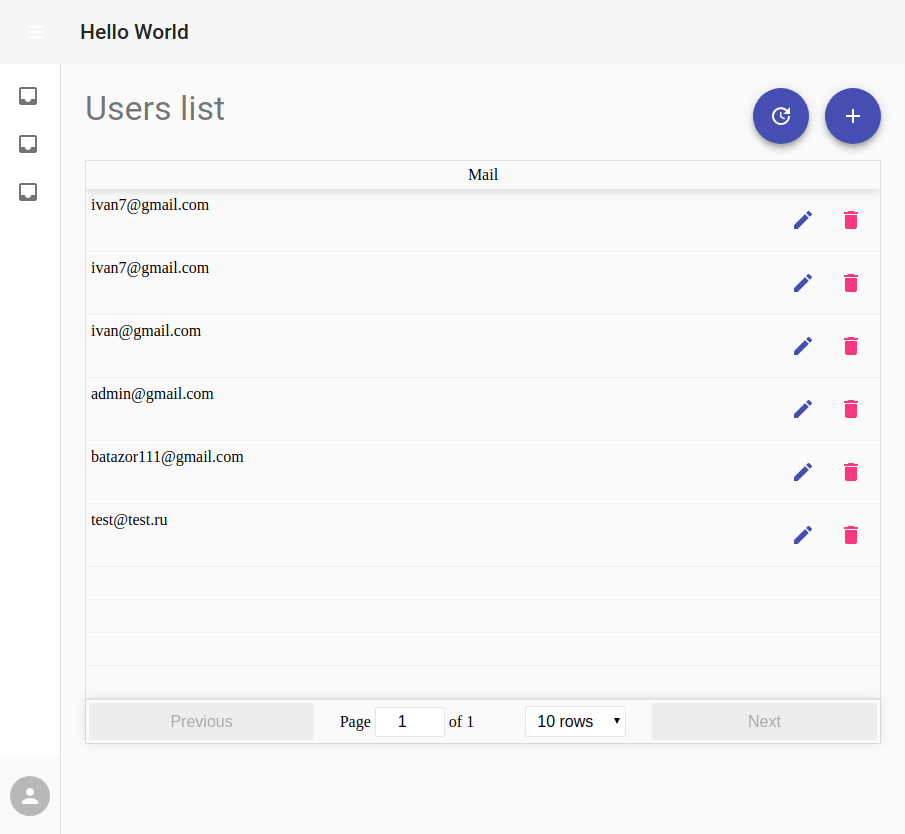 Hello World
Users list
Mail
ivan7@gmail.com
ivan7@gmail.com
ivan@gmail.com
admin@gmail.com
batazor111@gmail.com
test@test.ru
Previous Page 1 of 1 10 rows Next